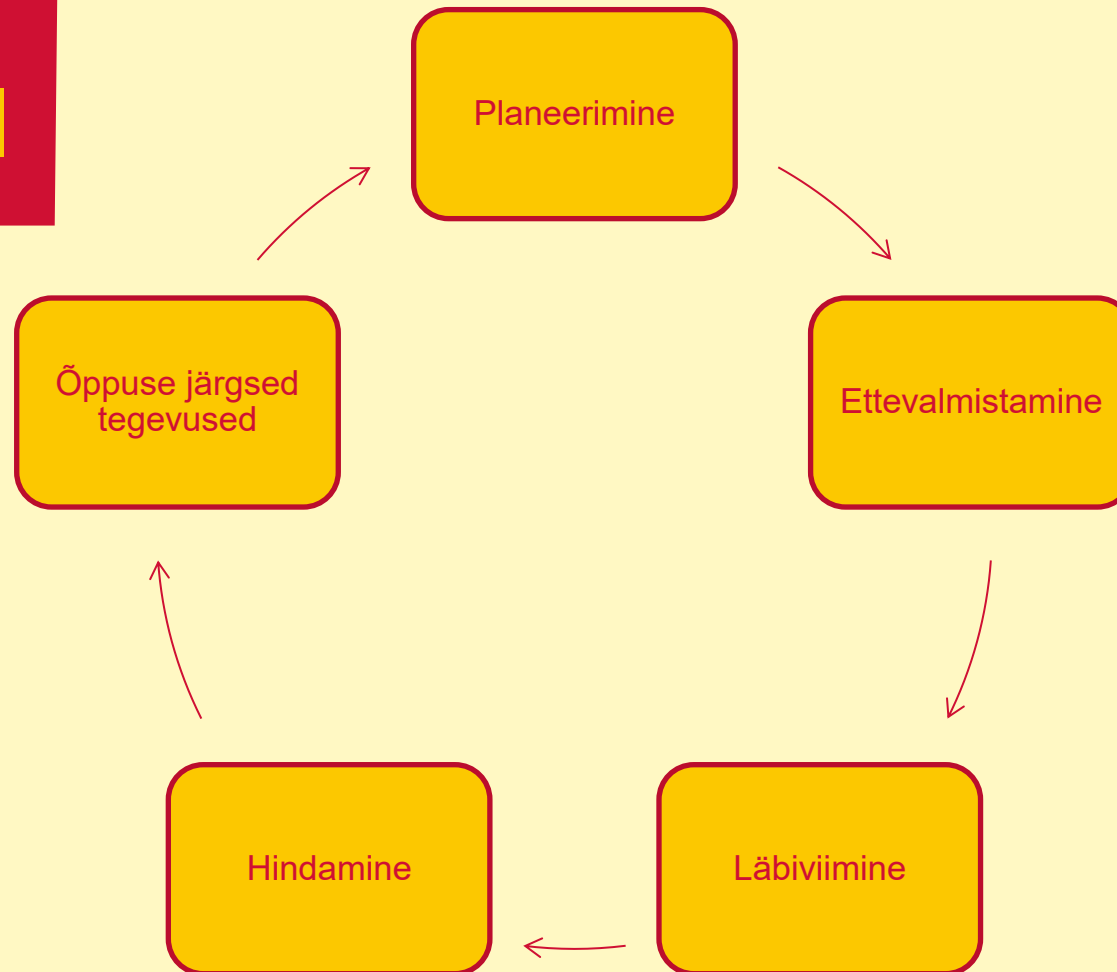 Planeerimine
Ettevalmistamine
Läbiviimine
Hindamine
Õppuse järgsed
tegevused